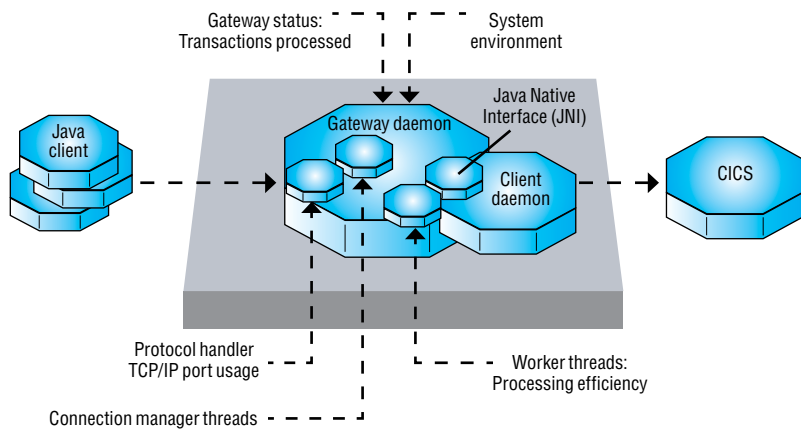 Gateway status:
Transactions processed
System
environment
Java Native
Interface (JNI)
Java
client
Gateway daemon
Client
daemon
CICS
Protocol handler
TCP/IP port usage
Worker threads:
Processing efficiency
Connection manager threads